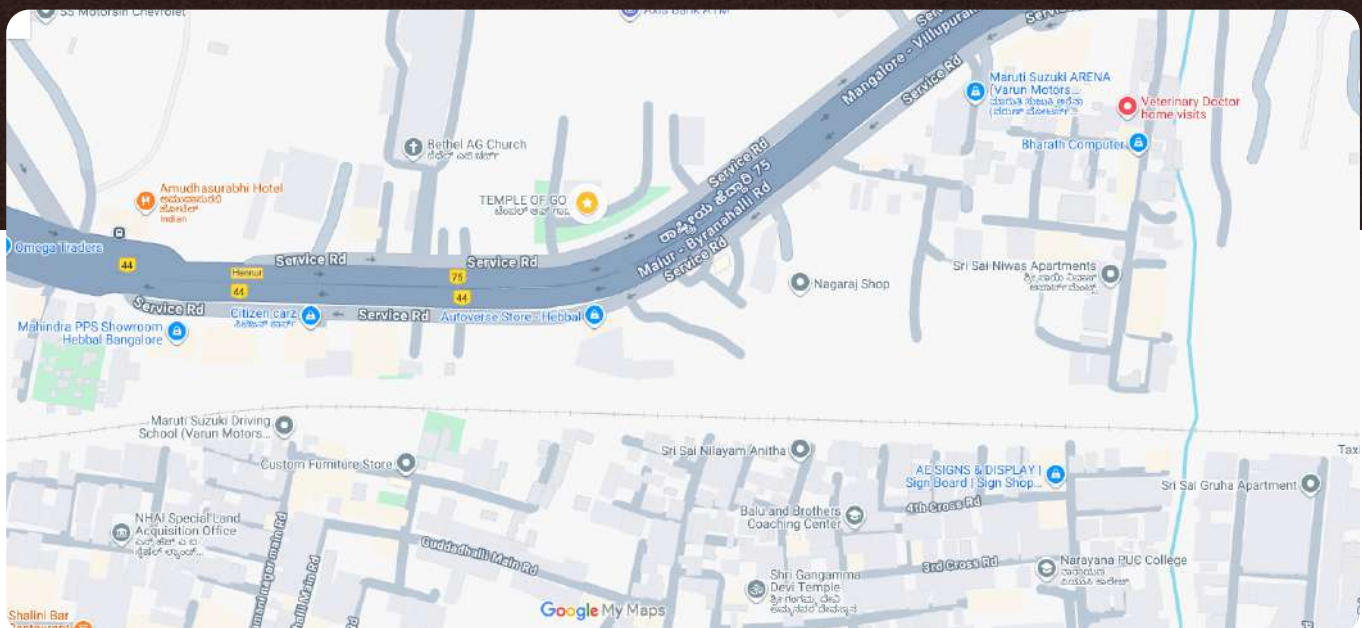 SS Motorsin Chevrolet
Axis Bank ATM
Mangalore - Villupuram
Service Rd
Service Rd
Maruti Suzuki ARENA
(Varun Motors...
Veterinary Doctor
home visits
Bharath Computer
Bethel AG Church
Service Rd
Amudhasurabhi Hotel
Indian
TEMPLE OF GO
ರಾಷ್ಟ್ರೀಯ ಹೆದ್ದಾರಿ 75
Malur - Byranahalli Rd
Service Rd
Omega Traders
44
Hennur
44
Service Rd
Service Rd
75
44
Nagaraj Shop
Sri Sai Niwas Apartments
Service Rd
Citizen carz
Service Rd
Autoverse Store - Hebbal
Mahindra PPS Showroom
Hebbal Bangalore
Maruti Suzuki Driving
School (Varun Motors...
Custom Furniture Store
Sri Sai Nilayam Anitha
AE SIGNS & DISPLAY |
Sign Board | Sign Shop...
Sri Sai Gruha Apartment
Taxi
NHAI Special Land
Acquisition Office
Balu and Brothers
Coaching Center
4th Cross Rd
Guddadhalli Main Rd
3rd Cross Rd
Narayana PUC College
Shri Gangamma
Devi Temple
Google My Maps
Shalini Bar